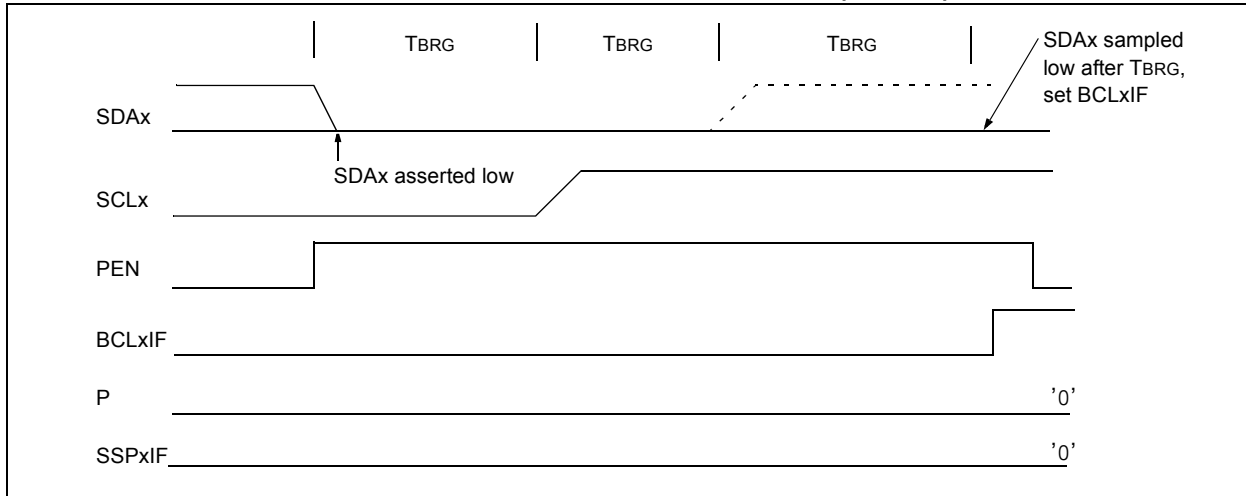 TBRG TBRG TBRG
SDAx sampled
low after TBRG,
set BCLxIF
SDAx
SDAx asserted low
SCLx
PEN
BCLxIF
P '0'
SSPxIF '0'